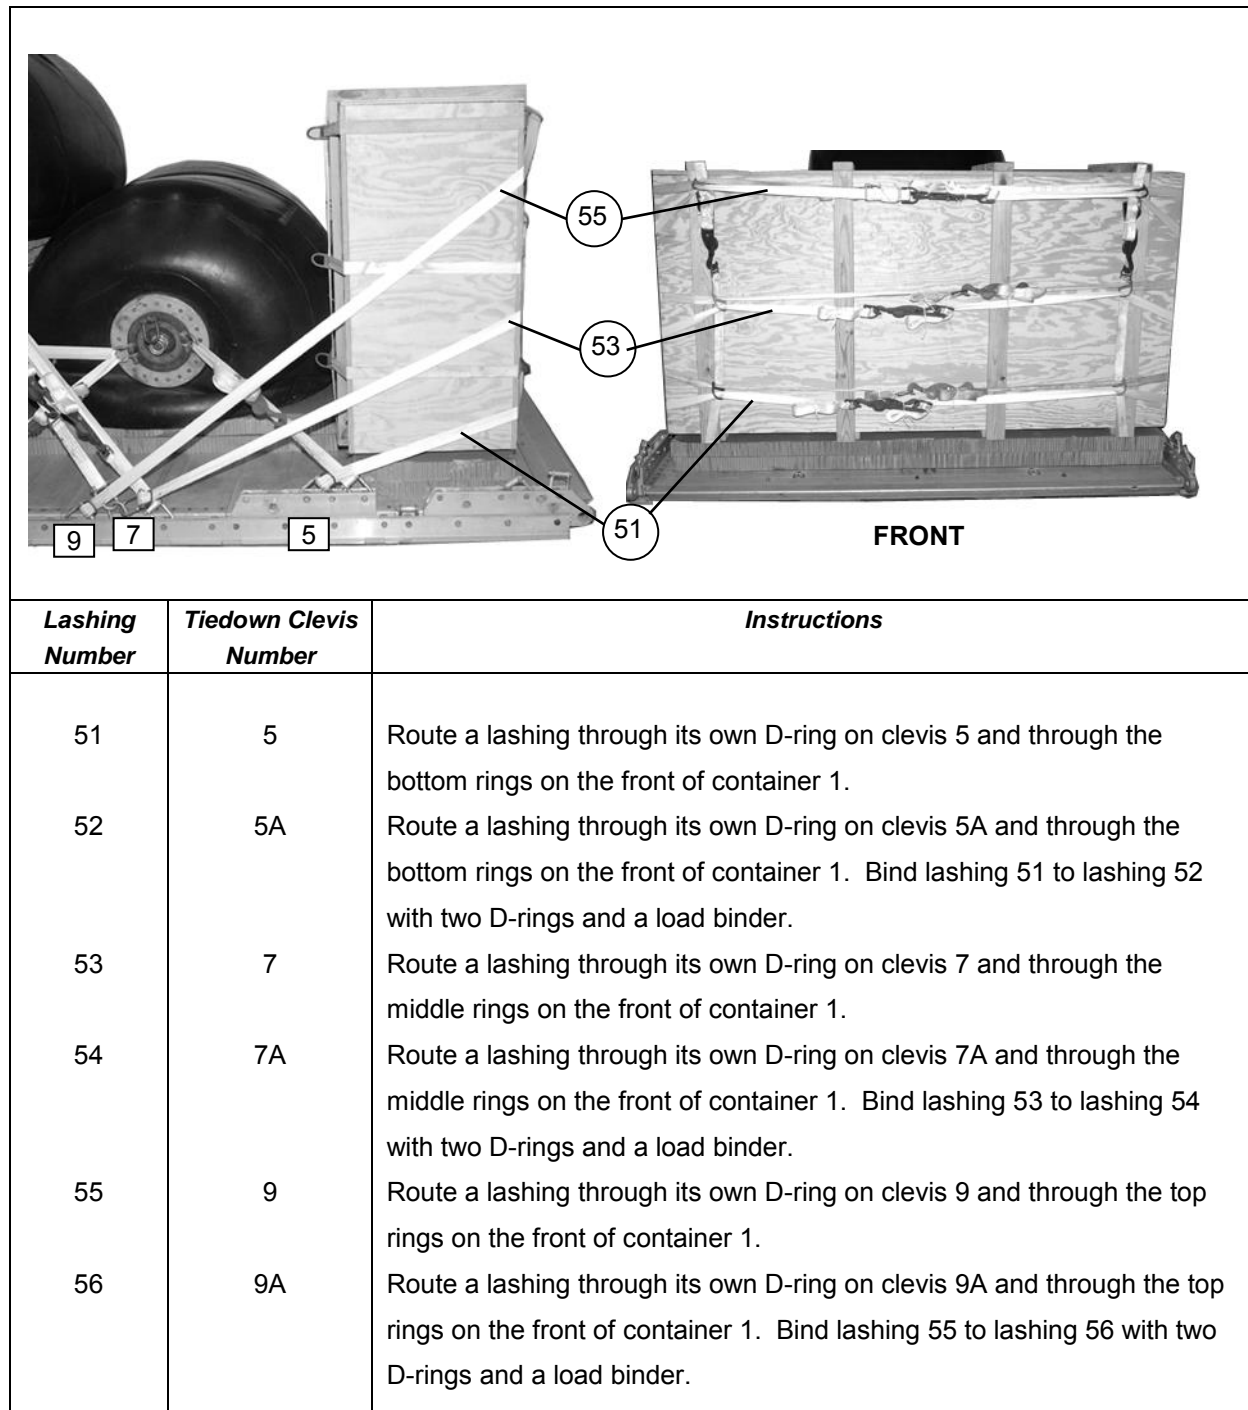 55
53
51
9 7 5
FRONT
Lashing Number
Tiedown Clevis Number
Instructions
51 5 Route a lashing through its own D-ring on clevis 5 and through the
bottom rings on the front of container 1.
52 5A Route a lashing through its own D-ring on clevis 5A and through the
bottom rings on the front of container 1.  Bind lashing 51 to lashing 52
with two D-rings and a load binder.
53 7 Route a lashing through its own D-ring on clevis 7 and through the
middle rings on the front of container 1.
54 7A Route a lashing through its own D-ring on clevis 7A and through the
middle rings on the front of container 1.  Bind lashing 53 to lashing 54
with two D-rings and a load binder.
55 9 Route a lashing through its own D-ring on clevis 9 and through the top
rings on the front of container 1.
56 9A Route a lashing through its own D-ring on clevis 9A and through the top
rings on the front of container 1.  Bind lashing 55 to lashing 56 with two
D-rings and a load binder.